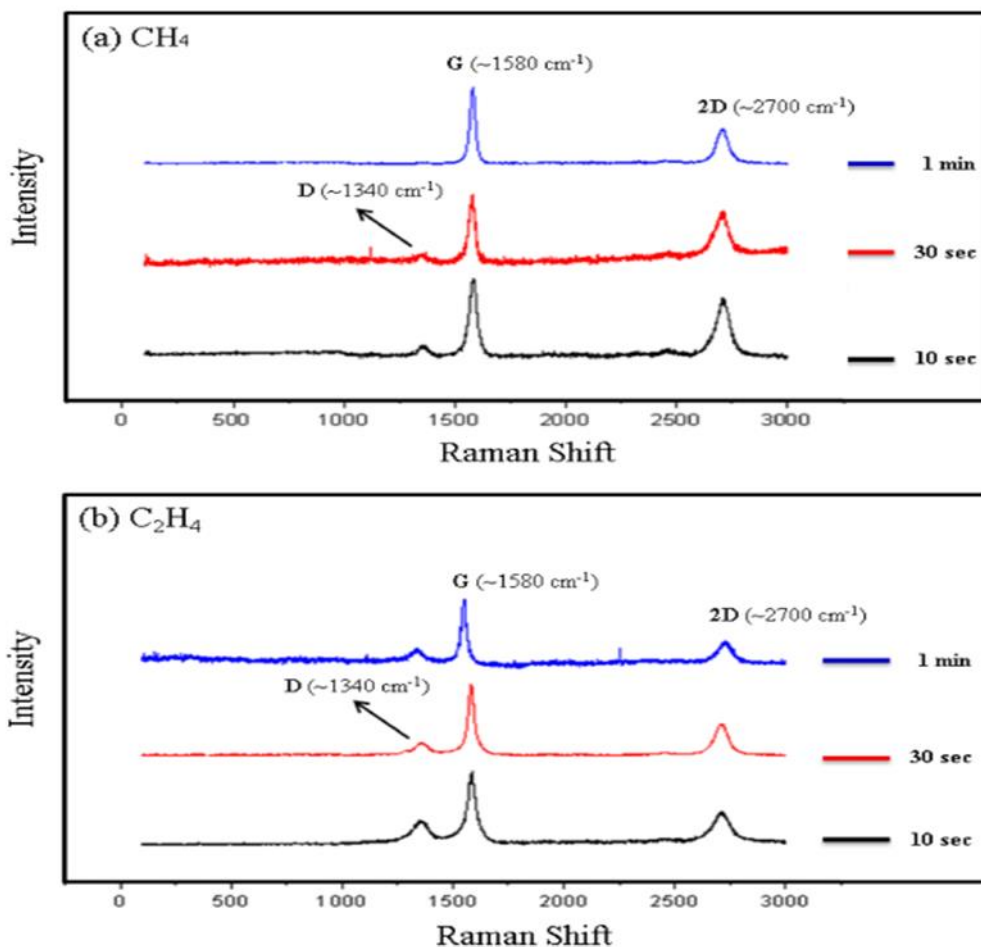 (a) CH₄
G (~1580 cm⁻¹)
2D (~2700 cm⁻¹)
1 min
D (~1340 cm⁻¹)
30 sec
10 sec
Intensity
0 500 1000 1500 2000 2500 3000
Raman Shift
(b) C₂H₄
G (~1580 cm⁻¹)
2D (~2700 cm⁻¹)
1 min
D (~1340 cm⁻¹)
30 sec
10 sec
Intensity
0 500 1000 1500 2000 2500 3000
Raman Shift